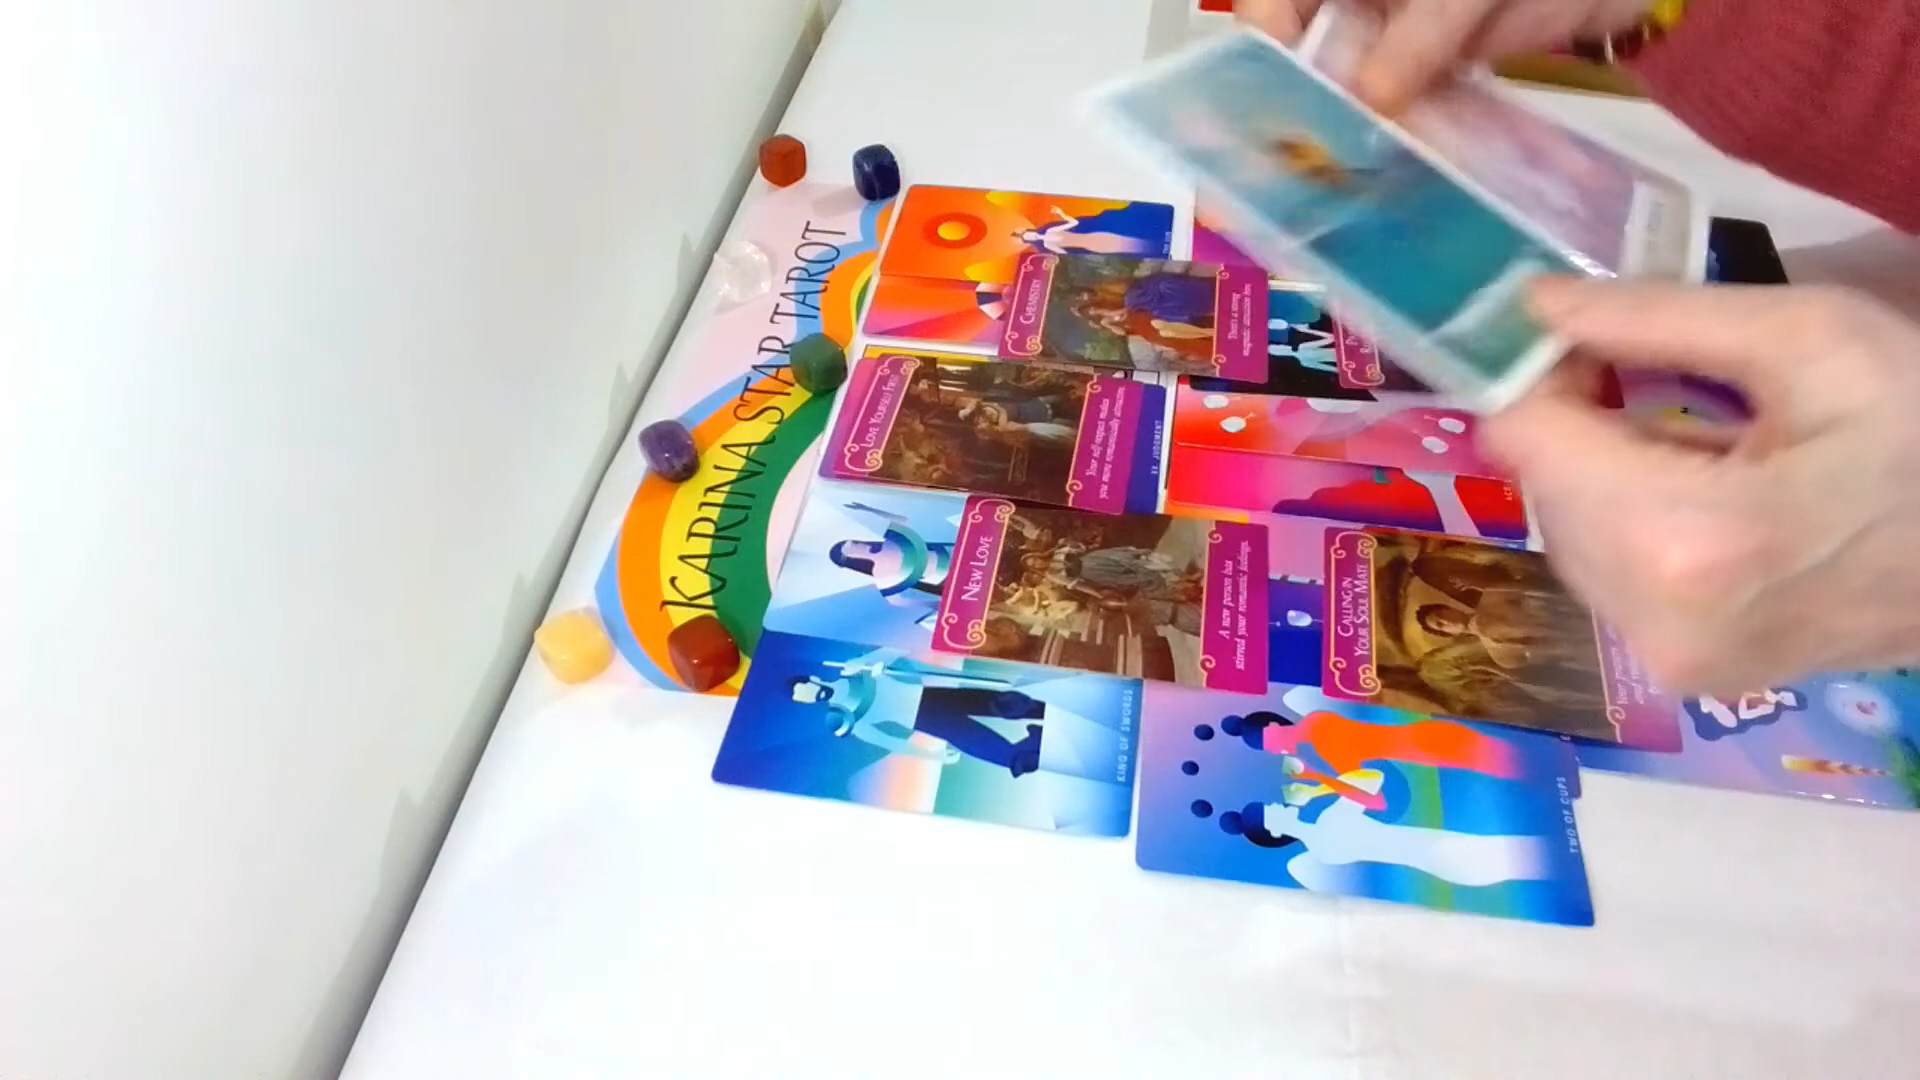 KARINA STAR TAROT
CHEMISTRY
There's a strong
magnetic attraction here.
LOVE YOURSELF FIRST
Your self-respect makes
you more romantically attractive.
XX. JUDGMENT
NEW LOVE
A new person has
stirred your romantic feelings.
CALLING IN
YOUR SOUL MATE
KING OF SWORDS
TWO OF CUPS